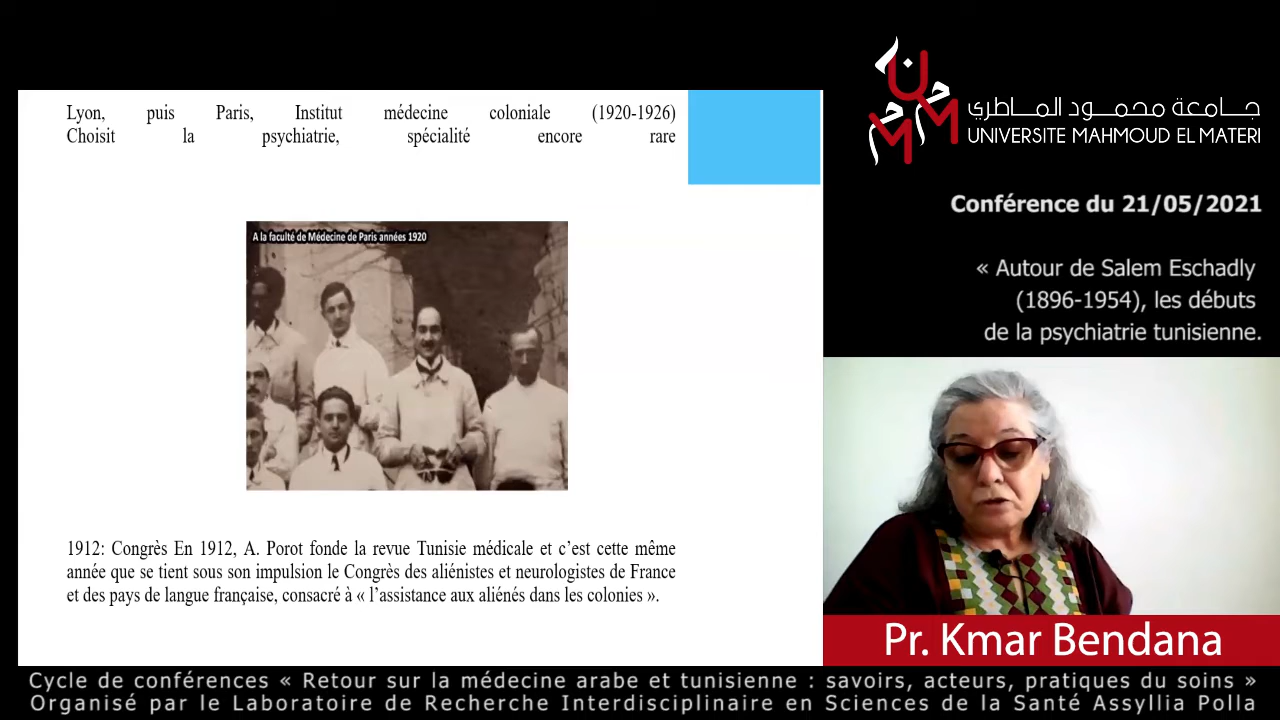 Lyon, puis Paris, Institut médecine coloniale (1920-1926)
Choisit la psychiatrie, spécialité encore rare
A la faculté de Médecine de Paris années 1920
1912: Congrès En 1912, A. Porot fonde la revue Tunisie médicale et c’est cette même
année que se tient sous son impulsion le Congrès des aliénistes et neurologistes de France
et des pays de langue française, consacré à « l’assistance aux aliénés dans les colonies ».
جامعة محمود الماطري
UNIVERSITE MAHMOUD EL MATERI
Conférence du 21/05/2021
« Autour de Salem Eschadly
(1896-1954), les débuts
de la psychiatrie tunisienne.
Pr. Kmar Bendana
Cycle de conférences « Retour sur la médecine arabe et tunisienne : savoirs, acteurs, pratiques du soins »
Organisé par le Laboratoire de Recherche Interdisciplinaire en Sciences de la Santé Assyllia Polla